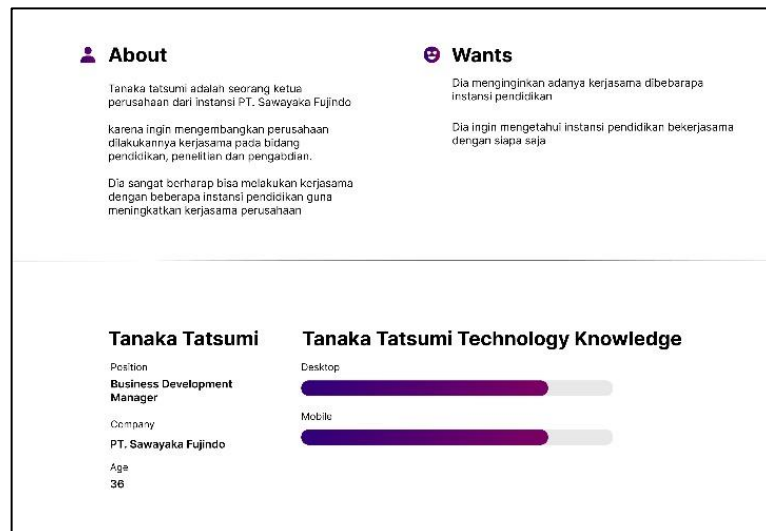 About
Tanaka tatsumi adalah seorang ketua
perusahaan dari instansi PT. Sawayaka Fujindo
karena ingin mengembangkan perusahaan
dilakukannya kerjasama pada bidang
pendidikan, penelitian dan pengabdian.
Dia sangat berharap bisa melakukan kerjasama
dengan beberapa instansi pendidikan guna
meningkatkan kerjasama perusahaan
Wants
Dia menginginkan adanya kerjasama dibebarapa
instansi pendidikan
Dia ingin mengetahui instansi pendidikan bekerjasama
dengan siapa saja
Tanaka Tatsumi
Position
Business Development
Manager
Company
PT. Sawayaka Fujindo
Age
36
Tanaka Tatsumi Technology Knowledge
Desktop
Mobile